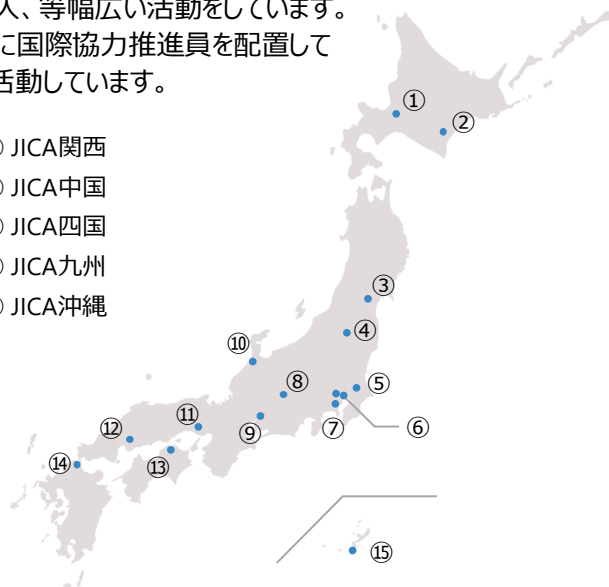 人、等幅広い活動をしています。
に国際協力推進員を配置して
活動しています。
JICA関西
JICA中国
JICA四国
JICA九州
JICA沖縄
①
②
③
④
⑤
⑥
⑦
⑧
⑨
⑩
⑪
⑫
⑬
⑭
⑮